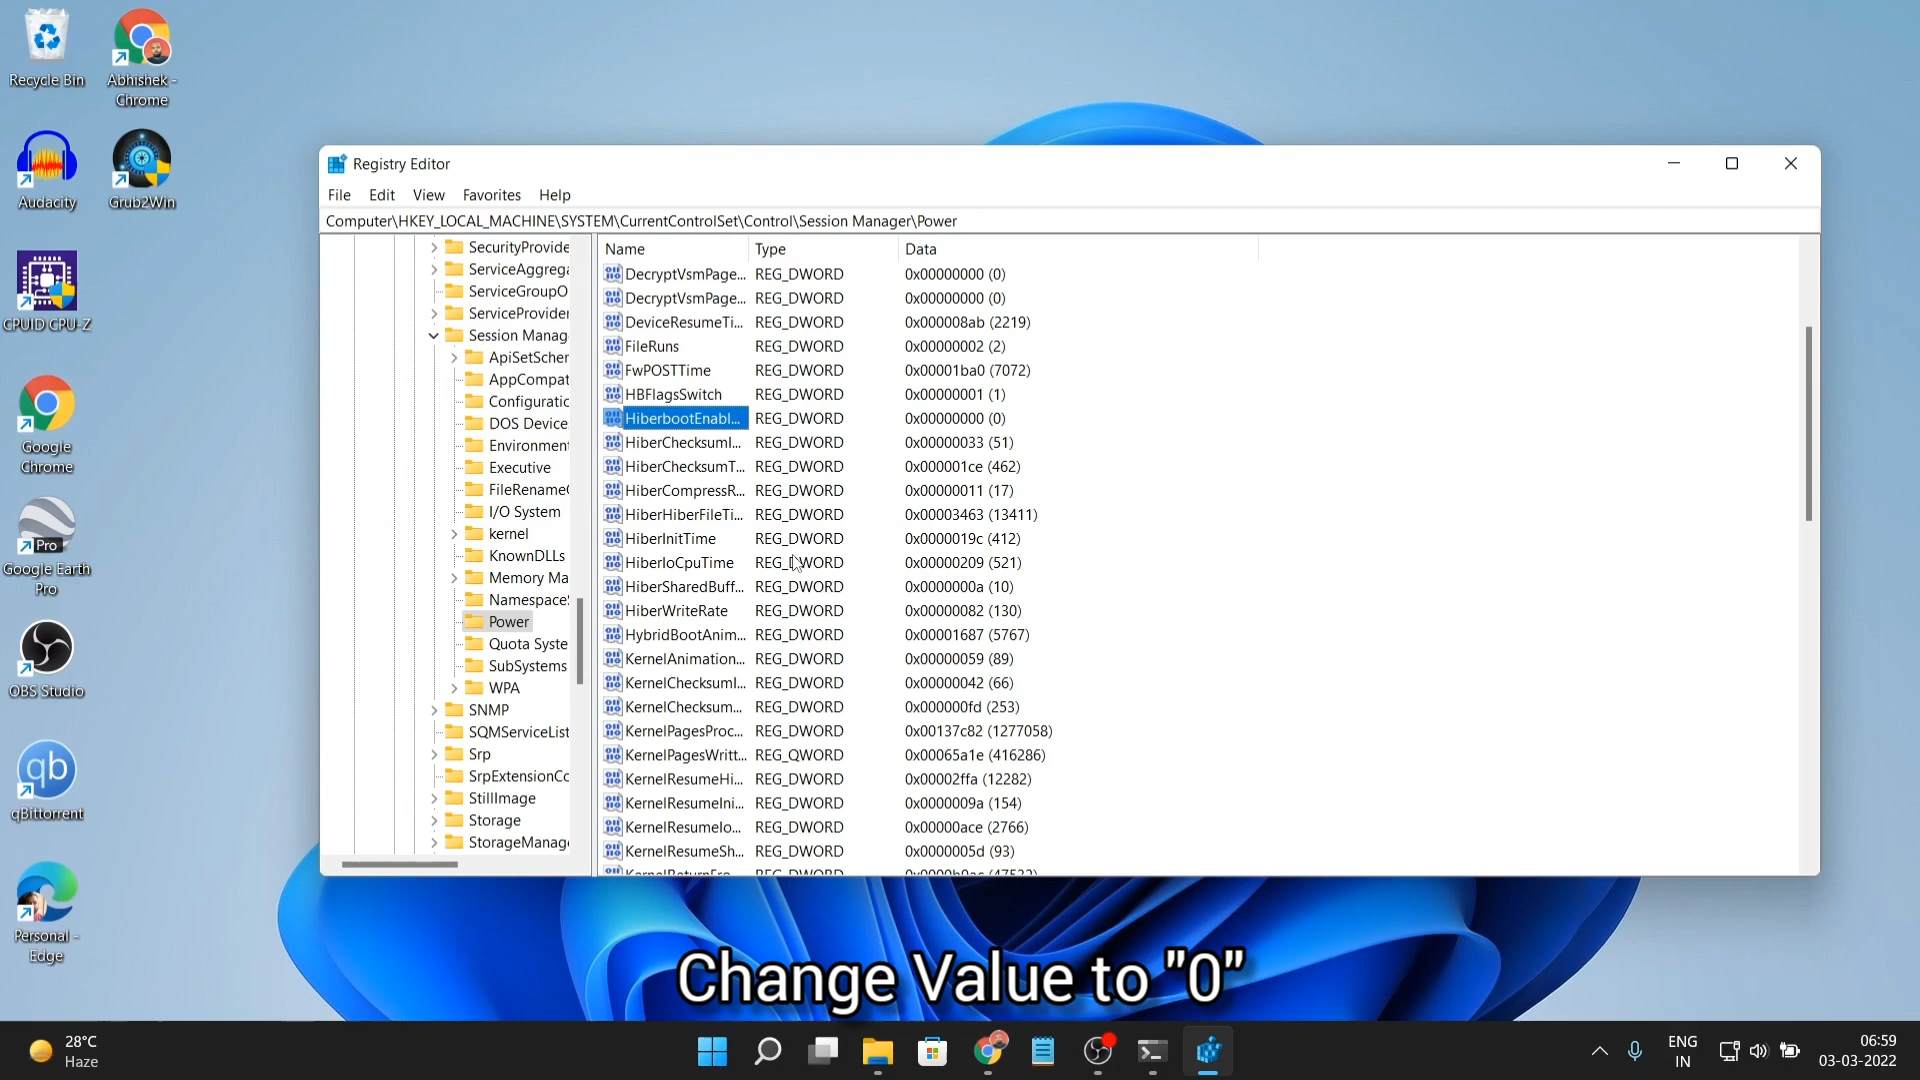 Recycle Bin
Abhishek -
Chrome
Audacity
Grub2Win
CPUID CPU-Z
Google
Chrome
Pro
Google Earth
Pro
OBS Studio
qb
qBittorrent
Personal -
Edge
Registry Editor
File Edit View Favorites Help
Computer\HKEY_LOCAL_MACHINE\SYSTEM\CurrentControlSet\Control\Session Manager\Power
SecurityProvide
ServiceAggrega
ServiceGroupO
ServiceProvider
Session Manag
ApiSetSchem
AppCompat
Configuratic
DOS Device
Environment
Executive
FileRename
I/O System
kernel
KnownDLLs
Memory Ma
Namespace
Power
Quota Syste
SubSystems
WPA
SNMP
SQMServiceList
Srp
SrpExtensionCo
StillImage
Storage
StorageManag
Name Type Data
DecryptVsmPage... REG_DWORD 0x00000000 (0)
DecryptVsmPage... REG_DWORD 0x00000000 (0)
DeviceResumeTi... REG_DWORD 0x000008ab (2219)
FileRuns REG_DWORD 0x00000002 (2)
FwPOSTTime REG_DWORD 0x00001ba0 (7072)
HBFlagsSwitch REG_DWORD 0x00000001 (1)
HiberbootEnabl... REG_DWORD 0x00000000 (0)
HiberChecksumI... REG_DWORD 0x00000033 (51)
HiberChecksumT... REG_DWORD 0x000001ce (462)
HiberCompressR... REG_DWORD 0x00000011 (17)
HiberHiberFileTi... REG_DWORD 0x00003463 (13411)
HiberInitTime REG_DWORD 0x0000019c (412)
HiberIoCpuTime REG_DWORD 0x00000209 (521)
HiberSharedBuff... REG_DWORD 0x0000000a (10)
HiberWriteRate REG_DWORD 0x00000082 (130)
HybridBootAnim... REG_DWORD 0x00001687 (5767)
KernelAnimation... REG_DWORD 0x00000059 (89)
KernelChecksumI... REG_DWORD 0x00000042 (66)
KernelChecksum... REG_DWORD 0x000000fd (253)
KernelPagesProc... REG_DWORD 0x00137c82 (1277058)
KernelPagesWritt... REG_QWORD 0x00065a1e (416286)
KernelResumeHi... REG_DWORD 0x00002ffa (12282)
KernelResumeIni... REG_DWORD 0x0000009a (154)
KernelResumeIo... REG_DWORD 0x00000ace (2766)
KernelResumeSh... REG_DWORD 0x0000005d (93)
Change Value to "0"
28°C
Haze
ENG
IN
06:59
03-03-2022